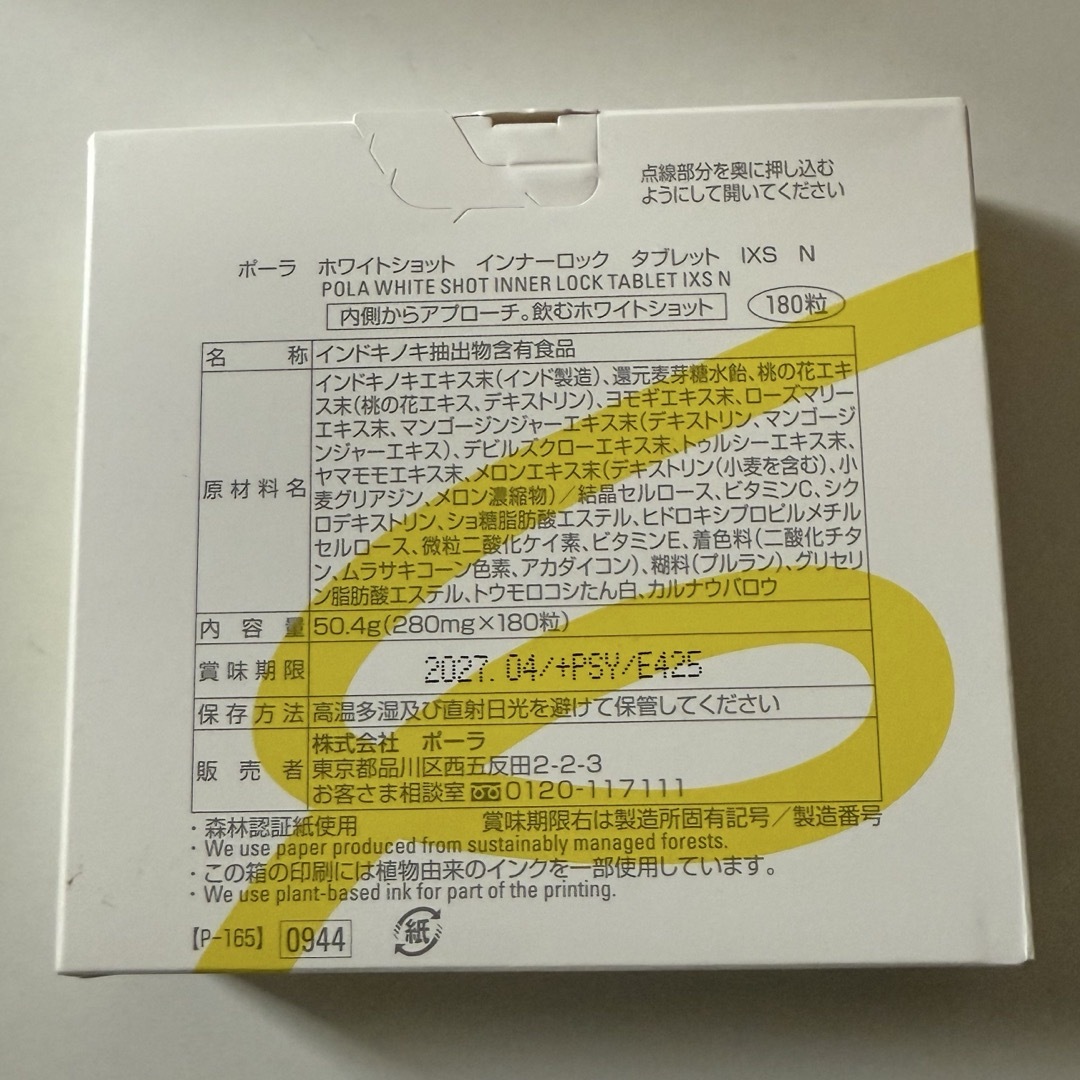 点線部分を奥に押し込む
ようにして開いてください
ポーラ ホワイトショット インナーロック タブレット IXS N
POLA WHITE SHOT INNER LOCK TABLET IXS N
内側からアプローチ。飲むホワイトショット 180粒
名称 インドキノキ抽出物含有食品
原材料名
インドキノキエキス末(インド製造)、還元麦芽糖水飴、桃の花エキ
ス末(桃の花エキス、デキストリン)、ヨモギエキス末、ローズマリー
エキス末、マンゴージンジャーエキス末(デキストリン、マンゴージ
ンジャーエキス)、デビルズクローエキス末、トゥルシーエキス末、
ヤマモモエキス末、メロンエキス末(デキストリン(小麦を含む)、小
麦グリアジン、メロン濃縮物)/結晶セルロース、ビタミンC、シク
ロデキストリン、ショ糖脂肪酸エステル、ヒドロキシプロピルメチル
セルロース、微粒二酸化ケイ素、ビタミンE、着色料(二酸化チタ
ン、ムラサキコーン色素、アカダイコン)、糊料(プルラン)、グリセリ
ン脂肪酸エステル、トウモロコシたん白、カルナウバロウ
内容量 50.4g(280mg×180粒)
賞味期限 2027. 04/+PSY/E425
保存方法 高温多湿及び直射日光を避けて保管してください
販売者
株式会社 ポーラ
東京都品川区西五反田2-2-3
お客さま相談室 0120-117111
・森林認証紙使用 賞味期限右は製造所固有記号/製造番号
・We use paper produced from sustainably managed forests.
・この箱の印刷には植物由来のインクを一部使用しています。
・We use plant-based ink for part of the printing.
【P-165】 0944 紙